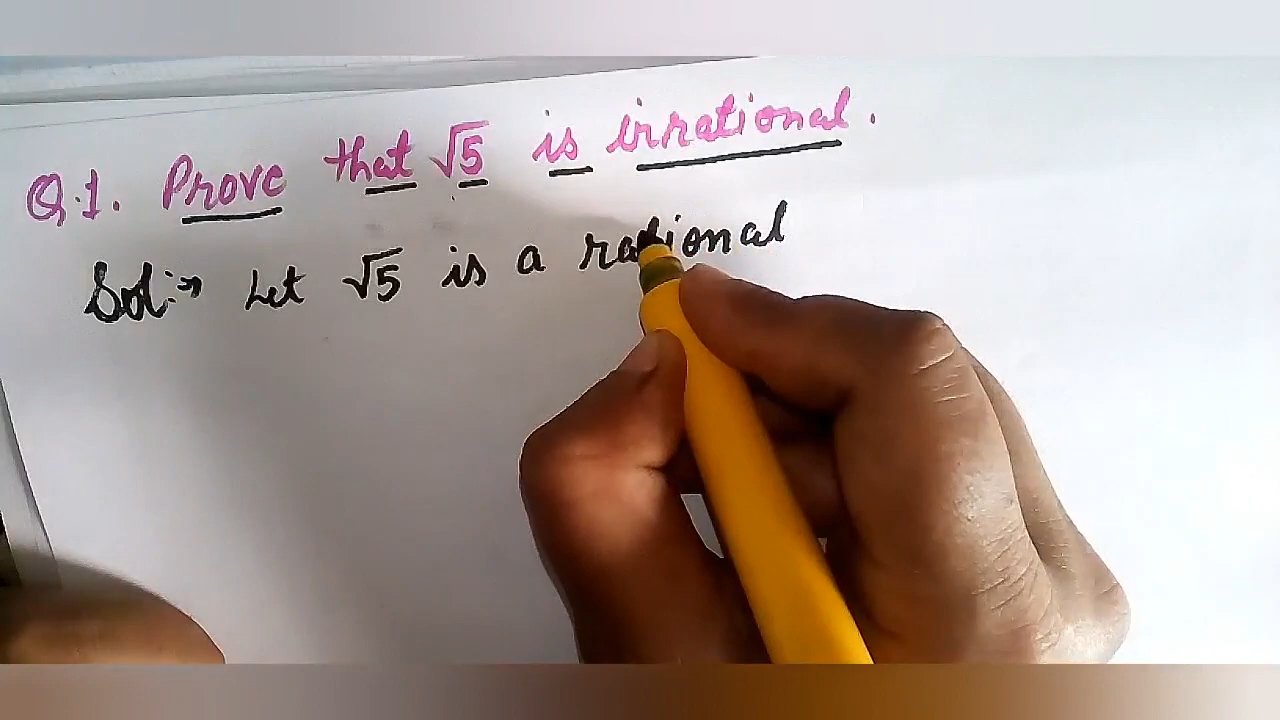 Q.1. Prove that √5 is irrational.
Sol:→ Let √5 is a rational